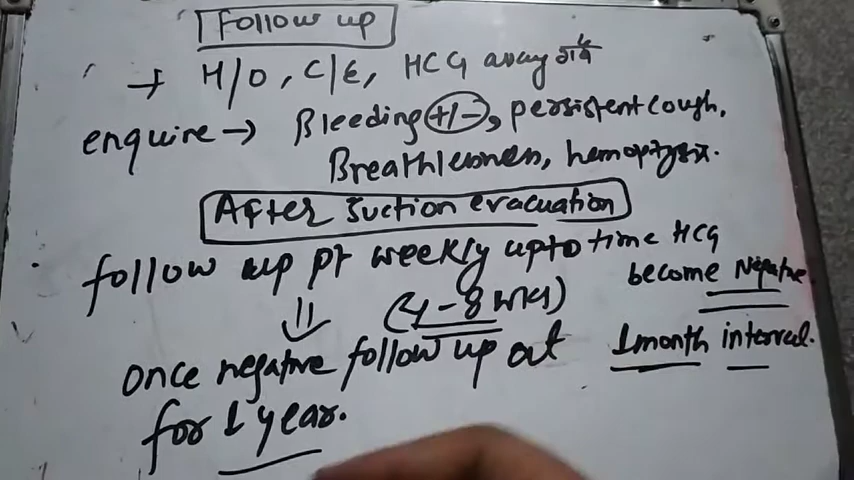 Follow up
→ H/O, C/E, HCG assay
enquire → Bleeding +/-, persistent cough,
Breathlessness, hemoptysis.
After suction evacuation
follow up pt weekly upto time HCG
become Negative.
(4-8 wks)
once negative follow up at 1 month interval.
for 1 year.